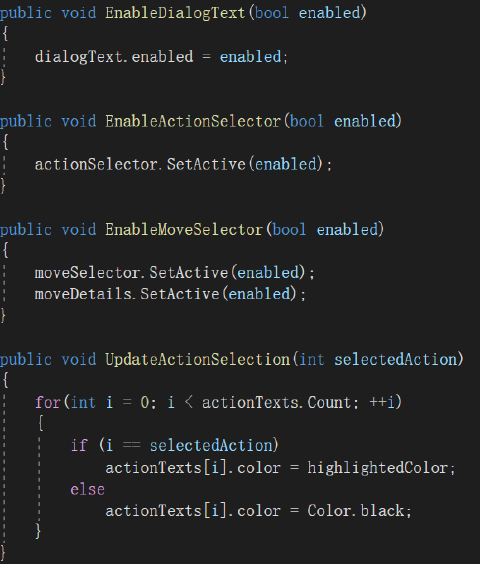 public void EnableDialogText(bool enabled)
{
dialogText.enabled = enabled;
}
public void EnableActionSelector(bool enabled)
{
actionSelector.SetActive(enabled);
}
public void EnableMoveSelector(bool enabled)
{
moveSelector.SetActive(enabled);
moveDetails.SetActive(enabled);
}
public void UpdateActionSelection(int selectedAction)
{
for(int i = 0; i < actionTexts.Count; ++i)
{
if (i == selectedAction)
actionTexts[i].color = highlightedColor;
else
actionTexts[i].color = Color.black;
}
}